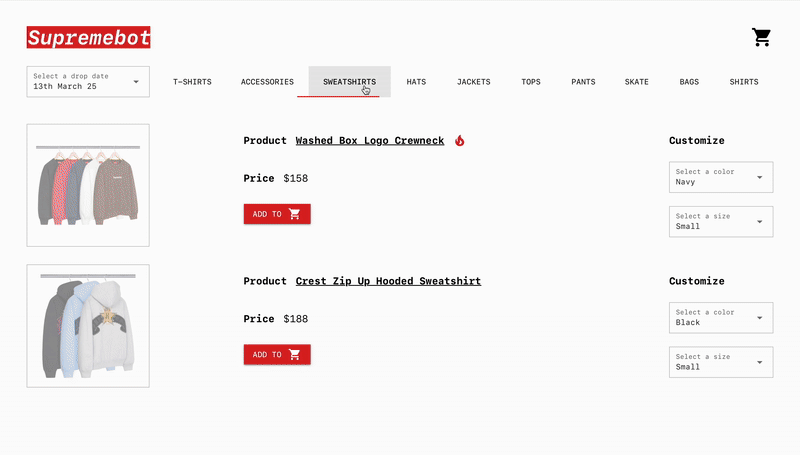 Supremebot
Select a drop date
13th March 25
T-SHIRTS
ACCESSORIES
SWEATSHIRTS
HATS
JACKETS
TOPS
PANTS
SKATE
BAGS
SHIRTS
Product Washed Box Logo Crewneck
Price $158
ADD TO
Customize
Select a color
Navy
Select a size
Small
Product Crest Zip Up Hooded Sweatshirt
Price $188
ADD TO
Customize
Select a color
Black
Select a size
Small